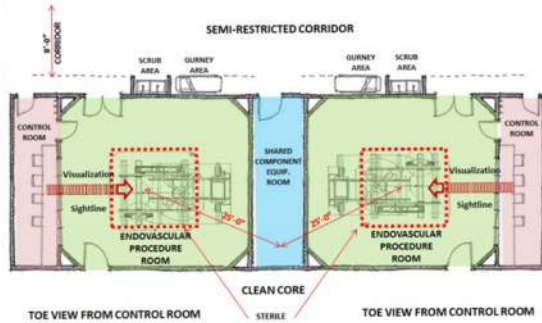 SEMI-RESTRICTED CORRIDOR
8'-0"
CORRIDOR
SCRUB
AREA
GURNEY
AREA
GURNEY
AREA
SCRUB
AREA
CONTROL
ROOM
Visualization
Sightline
25'-0"
ENDOVASCULAR
PROCEDURE
ROOM
SHARED
COMPONENT
EQUIP.
ROOM
25'-0"
ENDOVASCULAR
PROCEDURE
ROOM
Visualization
Sightline
CONTROL
ROOM
CLEAN CORE
TOE VIEW FROM CONTROL ROOM
STERILE
TOE VIEW FROM CONTROL ROOM